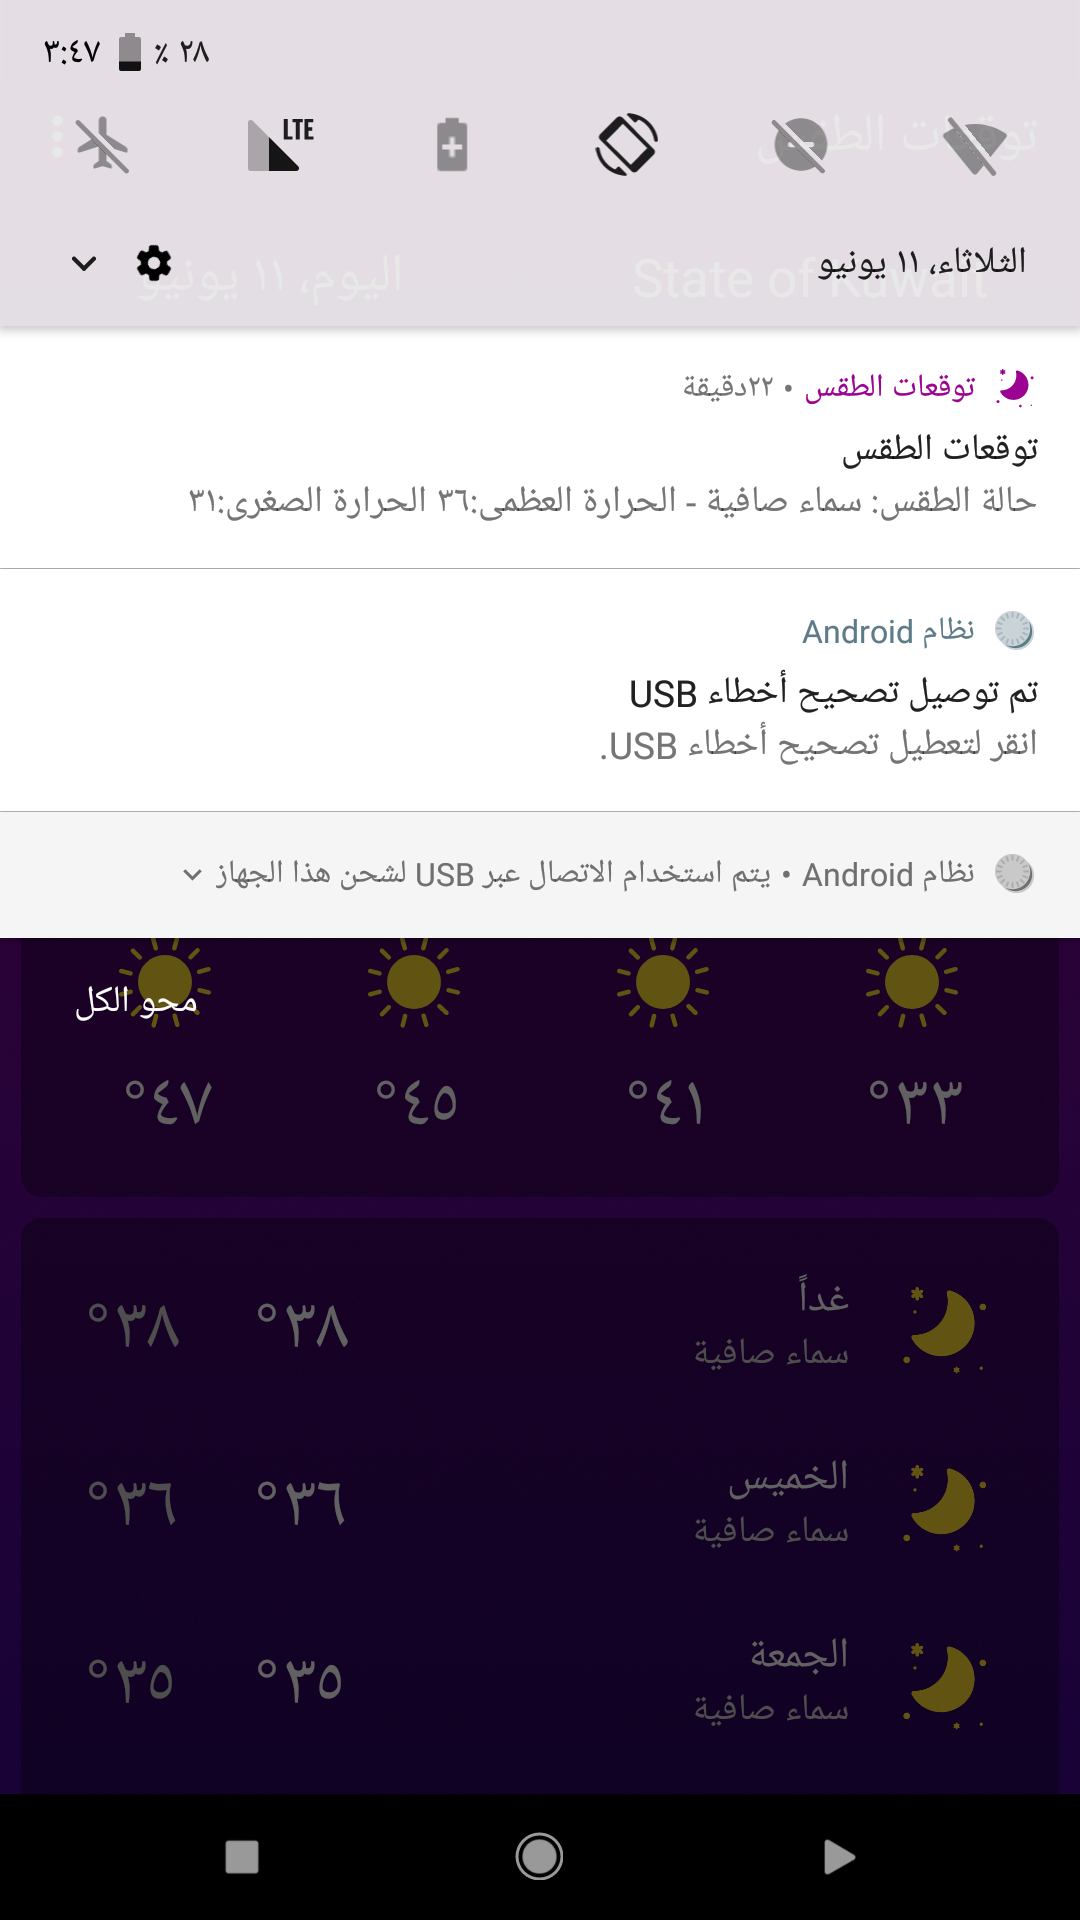 ٣:٤٧ ٪ ٢٨
LTE
توقعات الطقس
الثلاثاء، ١١ يونيو
State of Kuwait
اليوم، ١١ يونيو
توقعات الطقس • ٢٢دقيقة
توقعات الطقس
حالة الطقس: سماء صافية - الحرارة العظمى:٣٦ الحرارة الصغرى:٣١
نظام Android
تم توصيل تصحيح أخطاء USB
انقر لتعطيل تصحيح أخطاء USB.
نظام Android • يتم استخدام الاتصال عبر USB لشحن هذا الجهاز
محو الكل
٣٣° ٤١° ٤٥° ٤٧°
غداً
سماء صافية
٣٨° ٣٨°
الخميس
سماء صافية
٣٦° ٣٦°
الجمعة
سماء صافية
٣٥° ٣٥°